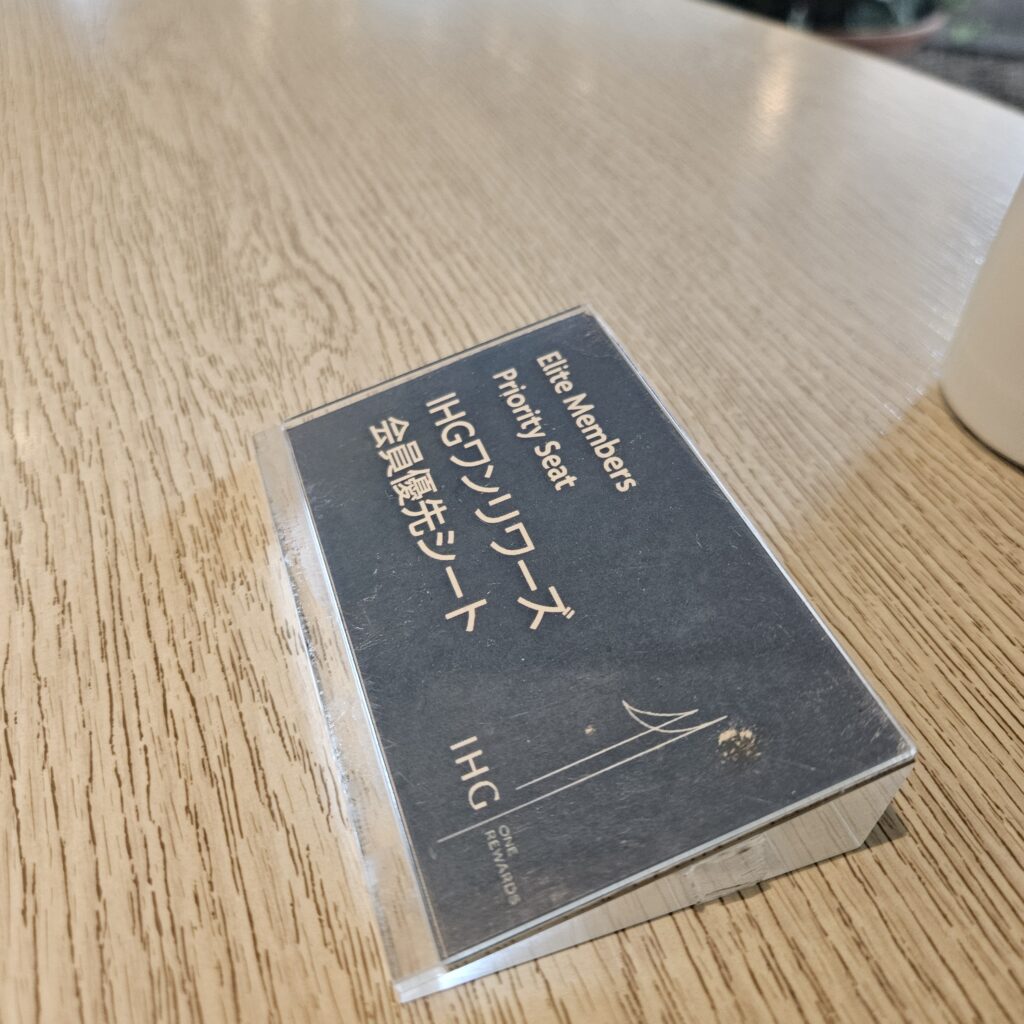 Elite Members
Priority Seat
IHGワンリワーズ
会員優先シート
IHG
ONE
REWARDS